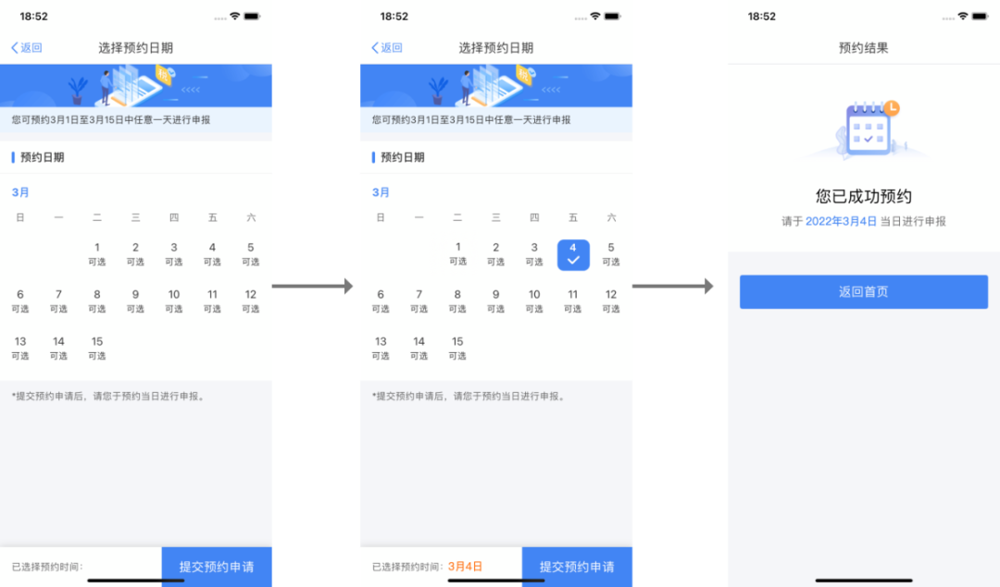 18:52
返回
选择预约日期
您可预约3月1日至3月15日中任意一天进行申报
预约日期
3月
日 一 二 三 四 五 六
1 2 3 4 5
可选 可选 可选 可选 可选
6 7 8 9 10 11 12
可选 可选 可选 可选 可选 可选 可选
13 14 15
可选 可选 可选
*提交预约申请后，请您于预约当日进行申报。
已选择预约时间：
提交预约申请
18:52
返回
选择预约日期
您可预约3月1日至3月15日中任意一天进行申报
预约日期
3月
日 一 二 三 四 五 六
1 2 3 4 5
可选 可选 可选 可选
6 7 8 9 10 11 12
可选 可选 可选 可选 可选 可选 可选
13 14 15
可选 可选 可选
*提交预约申请后，请您于预约当日进行申报。
已选择预约时间：3月4日
提交预约申请
18:52
预约结果
您已成功预约
请于 2022年3月4日 当日进行申报
返回首页